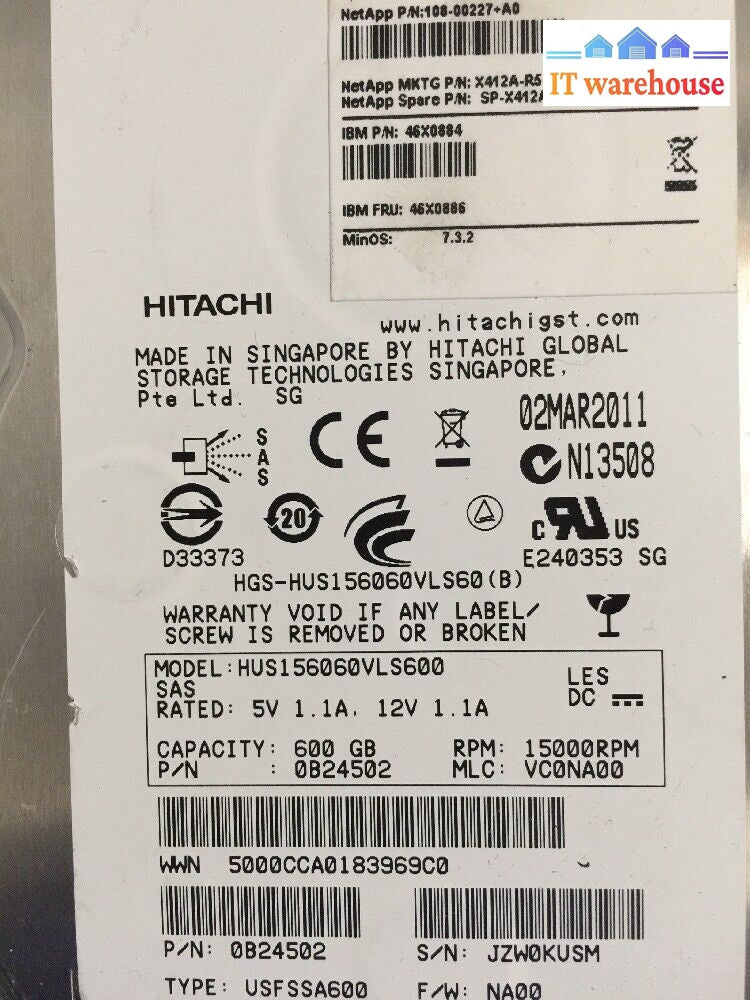 NetApp P/N:108-00227+A0
IT warehouse
NetApp MKTG P/N: X412A-R5
NetApp Spare P/N: SP-X412A
IBM P/N: 46X0884
IBM FRU: 46X0886
MinOS: 7.3.2
HITACHI
www.hitachigst.com
MADE IN SINGAPORE BY HITACHI GLOBAL
STORAGE TECHNOLOGIES SINGAPORE,
Pte Ltd. SG
02MAR2011
SAS
CE
N13508
20
c RU US
D33373
E240353 SG
HGS-HUS156060VLS60(B)
WARRANTY VOID IF ANY LABEL/
SCREW IS REMOVED OR BROKEN
MODEL:HUS156060VLS600
LES
SAS
DC
RATED: 5V 1.1A, 12V 1.1A
CAPACITY: 600 GB RPM: 15000RPM
P/N : 0B24502 MLC: VC0NA00
WWN 5000CCA0183969C0
P/N: 0B24502 S/N: JZW0KUSM
TYPE: USFSSA600 F/W: NA00